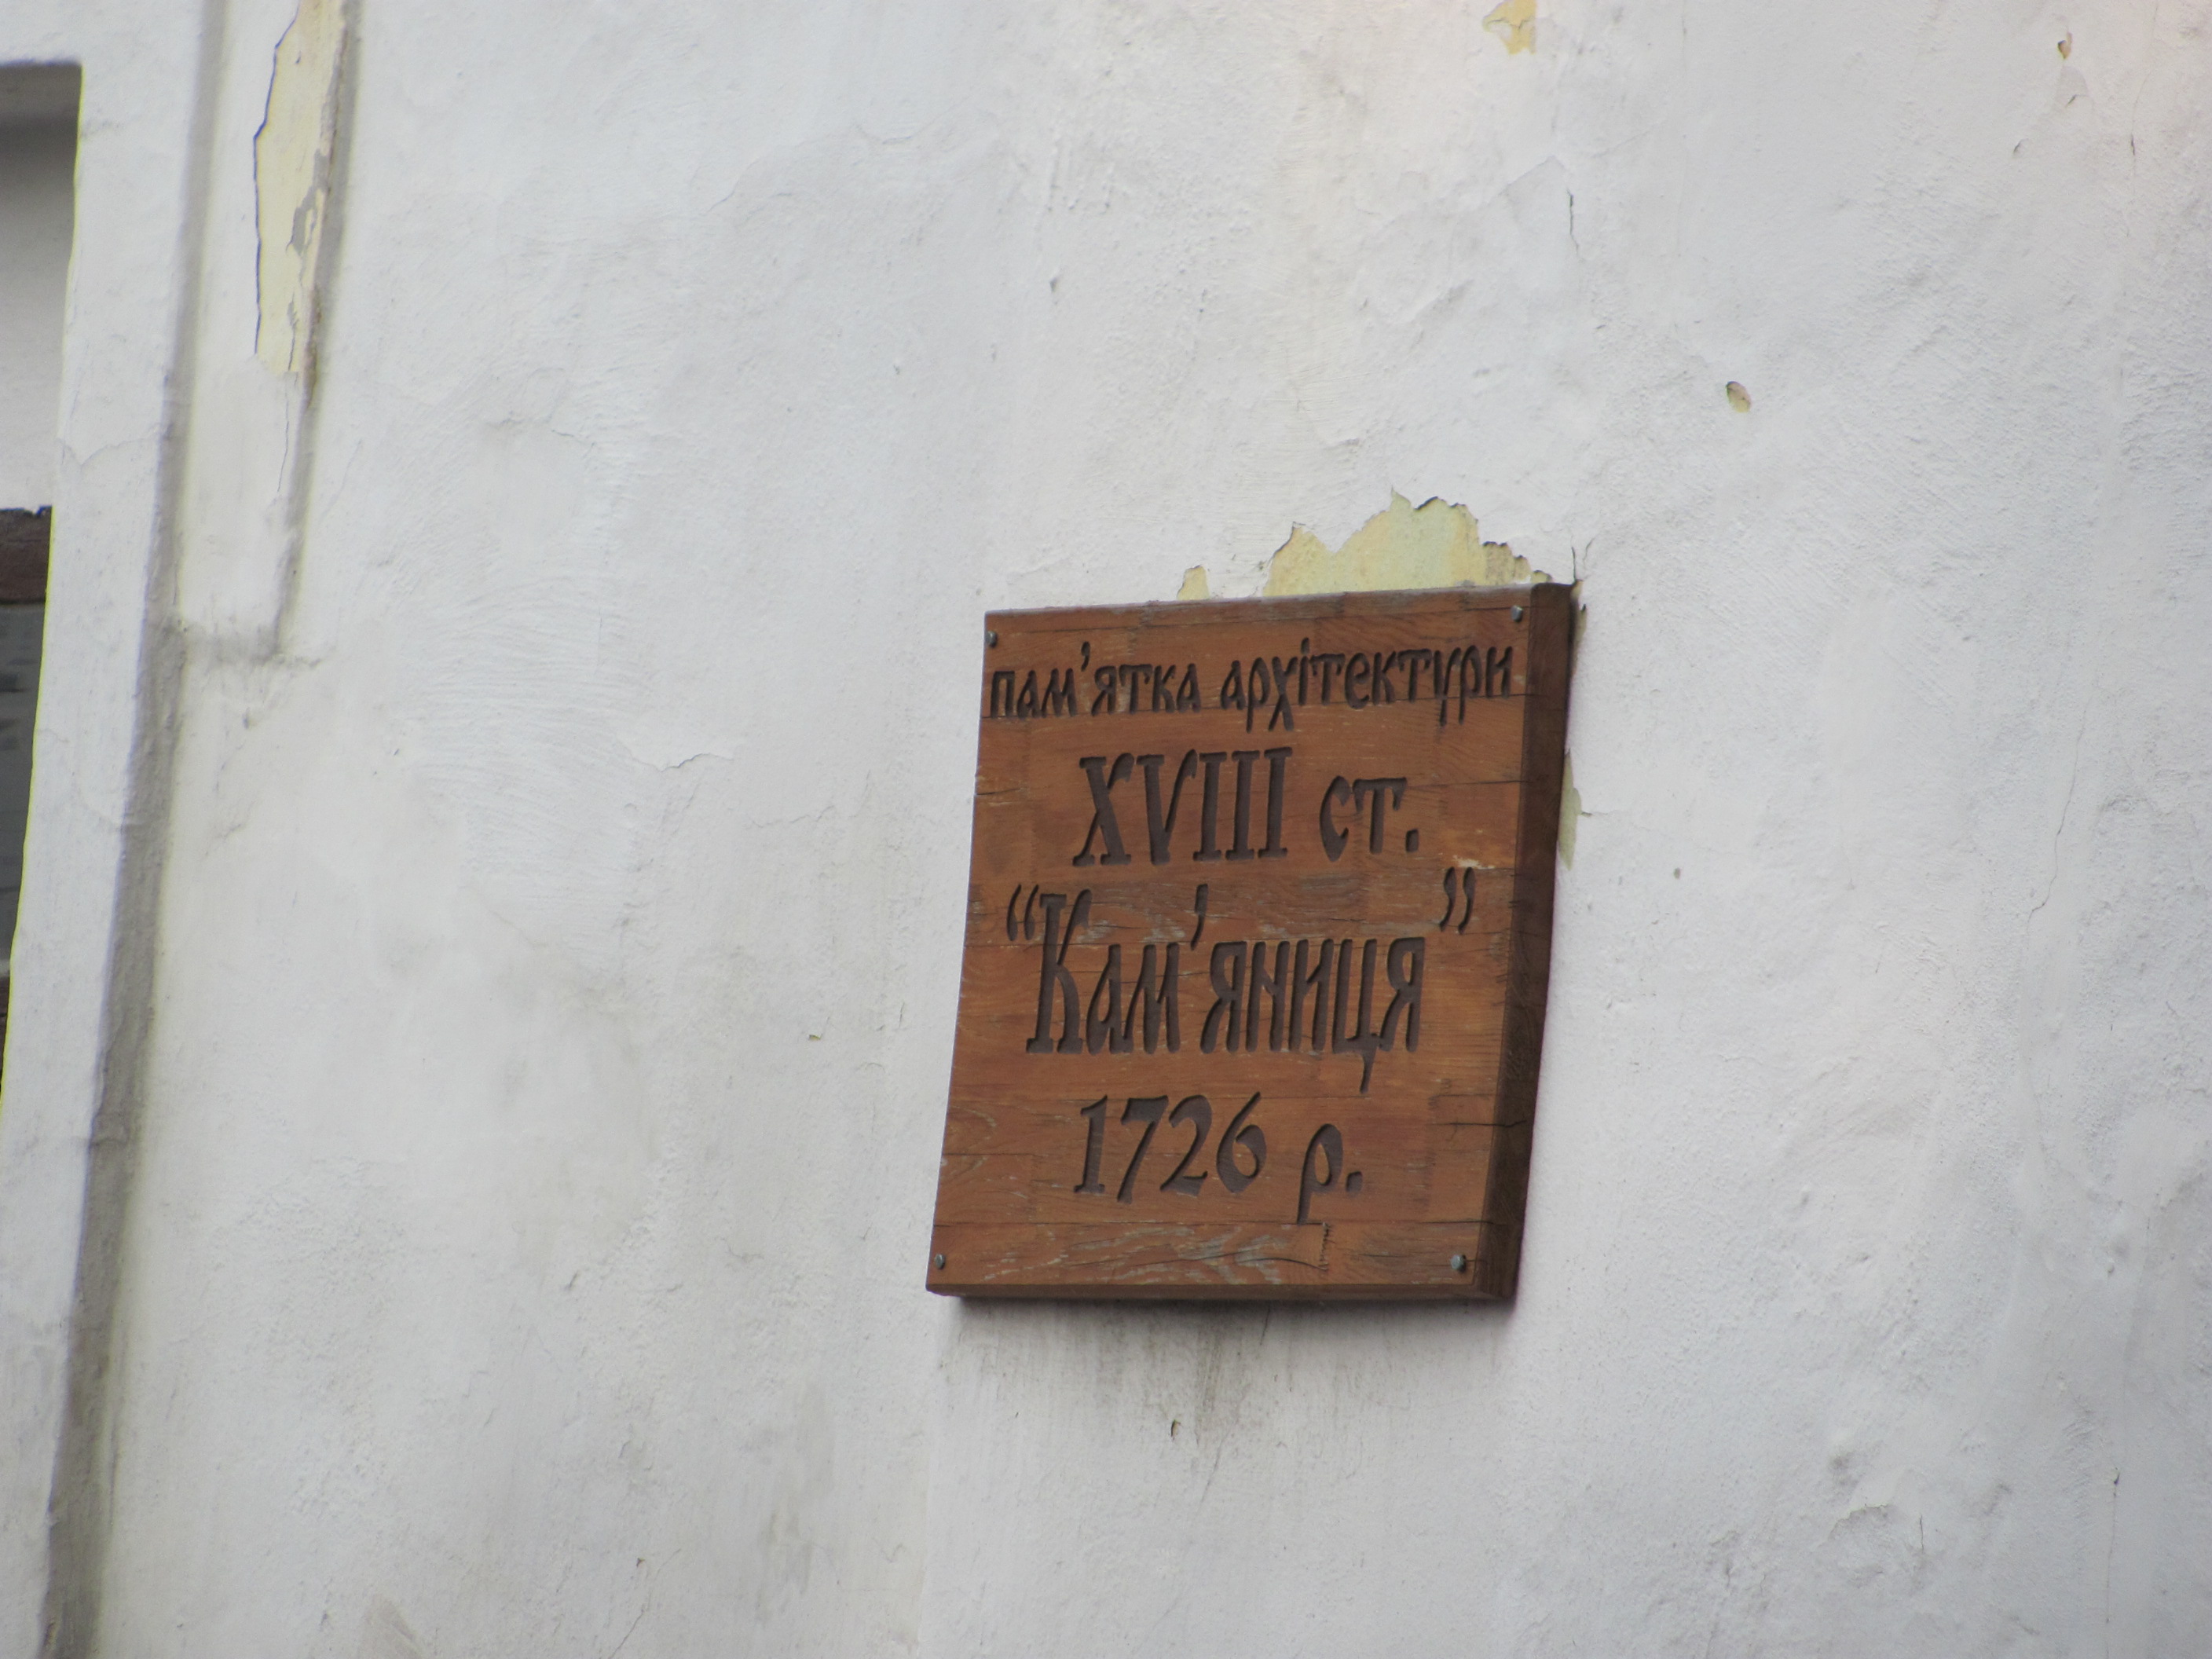 пам'ятка архітектури
XVIII ст.
“Кам'яниця”
1726 р.